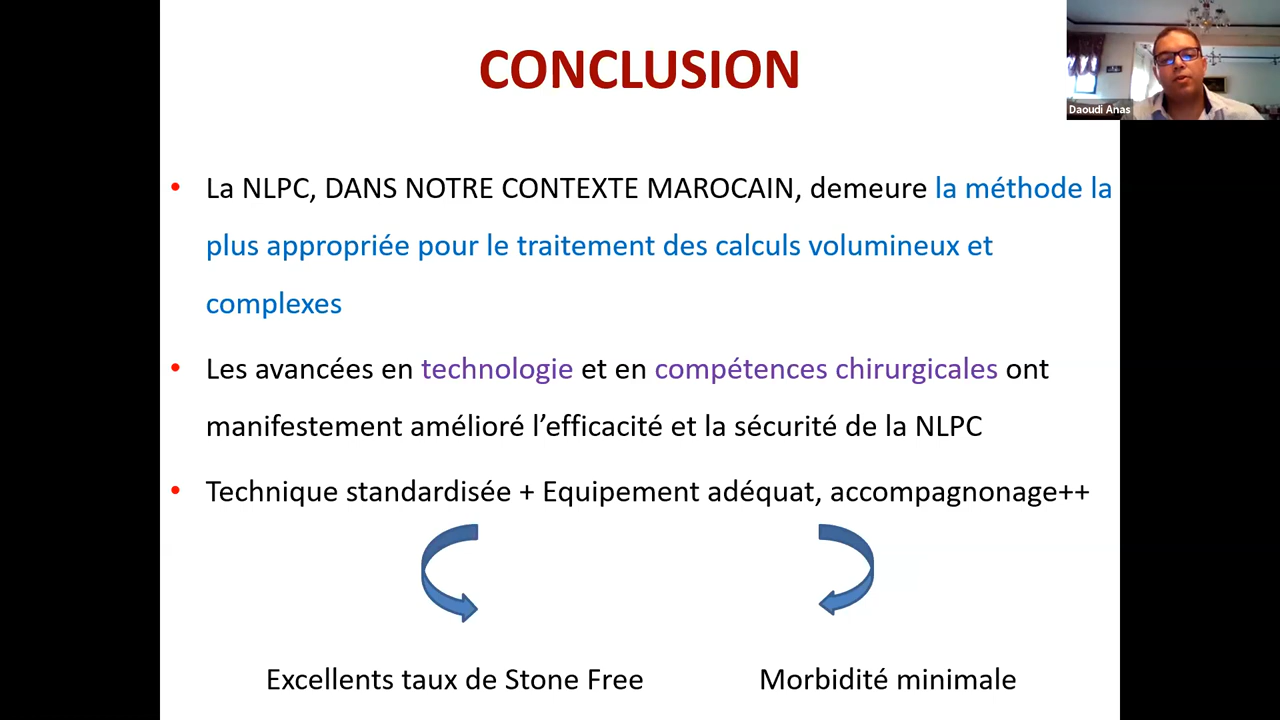 CONCLUSION
Daoudi Anas
• La NLPC, DANS NOTRE CONTEXTE MAROCAIN, demeure la méthode la
plus appropriée pour le traitement des calculs volumineux et
complexes
• Les avancées en technologie et en compétences chirurgicales ont
manifestement amélioré l’efficacité et la sécurité de la NLPC
• Technique standardisée + Equipement adéquat, accompagnonage++
Excellents taux de Stone Free
Morbidité minimale